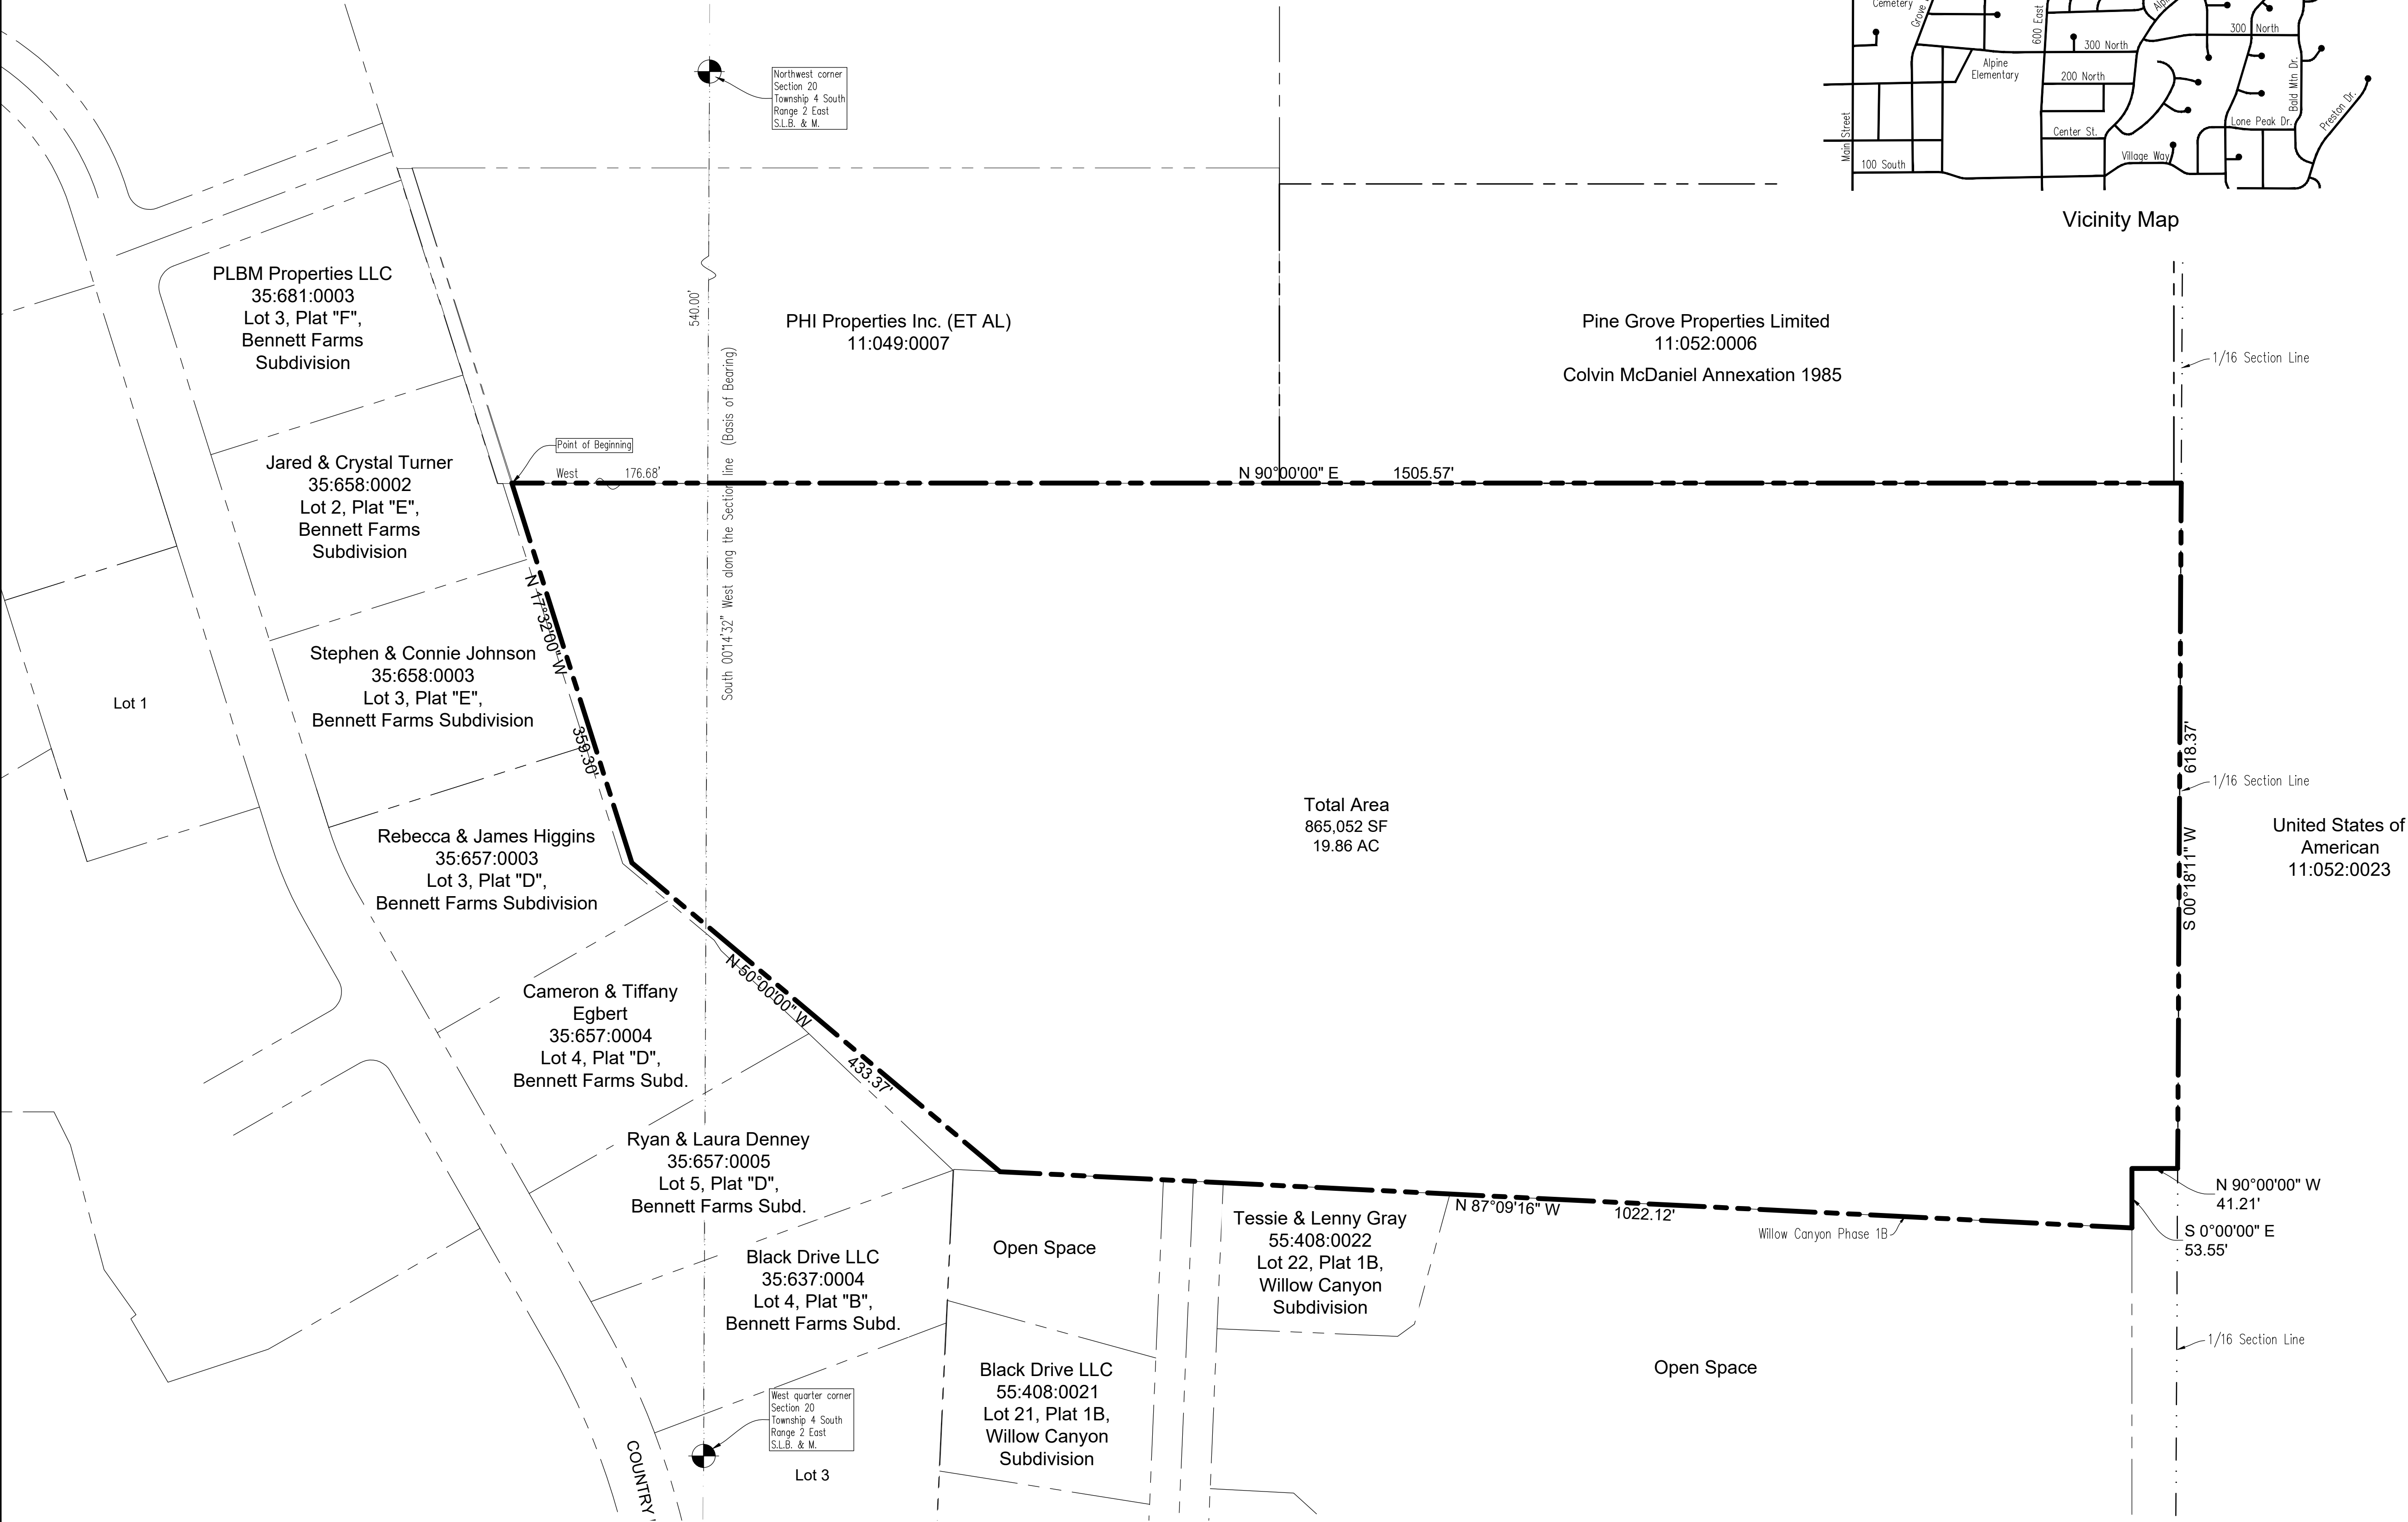 Cemetery
Grove
600 East
300 North
300 North
Alpine
Elementary
200 North
Bald Mtn Dr.
Preston Dr.
Center St.
Lone Peak Dr.
Main Street
Village Way
100 South
Vicinity Map
Northwest corner
Section 20
Township 4 South
Range 2 East
S.L.B. & M.
PLBM Properties LLC
35:681:0003
Lot 3, Plat "F",
Bennett Farms
Subdivision
540.00'
South 00°14'32" West along the Section line (Basis of Bearing)
PHI Properties Inc. (ET AL)
11:049:0007
Pine Grove Properties Limited
11:052:0006
Colvin McDaniel Annexation 1985
1/16 Section Line
Point of Beginning
West 176.68'
N 90°00'00" E 1505.57'
Jared & Crystal Turner
35:658:0002
Lot 2, Plat "E",
Bennett Farms
Subdivision
N 17°32'00" W
359.30'
Stephen & Connie Johnson
35:658:0003
Lot 3, Plat "E",
Bennett Farms Subdivision
Lot 1
618.37'
1/16 Section Line
S 00°18'11" W
Total Area
865,052 SF
19.86 AC
United States of
American
11:052:0023
Rebecca & James Higgins
35:657:0003
Lot 3, Plat "D",
Bennett Farms Subdivision
N 50°00'00" W
433.37'
Cameron & Tiffany
Egbert
35:657:0004
Lot 4, Plat "D",
Bennett Farms Subd.
Ryan & Laura Denney
35:657:0005
Lot 5, Plat "D",
Bennett Farms Subd.
N 90°00'00" W
41.21'
S 0°00'00" E
53.55'
N 87°09'16" W 1022.12'
Willow Canyon Phase 1B
Tessie & Lenny Gray
55:408:0022
Lot 22, Plat 1B,
Willow Canyon
Subdivision
Open Space
Black Drive LLC
35:637:0004
Lot 4, Plat "B",
Bennett Farms Subd.
1/16 Section Line
Open Space
Black Drive LLC
55:408:0021
Lot 21, Plat 1B,
Willow Canyon
Subdivision
West quarter corner
Section 20
Township 4 South
Range 2 East
S.L.B. & M.
Lot 3
COUNTRY